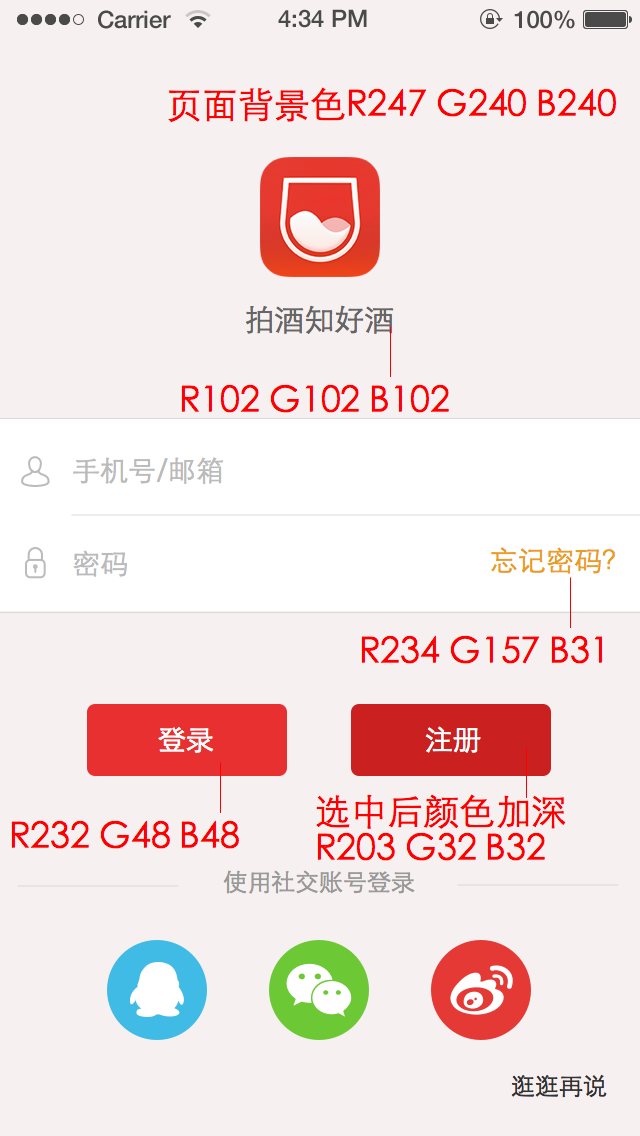 Carrier 4:34 PM 100%
页面背景色R247 G240 B240
拍酒知好酒
R102 G102 B102
手机号/邮箱
密码 忘记密码?
R234 G157 B31
登录 注册
选中后颜色加深
R232 G48 B48 R203 G32 B32
使用社交账号登录
逛逛再说